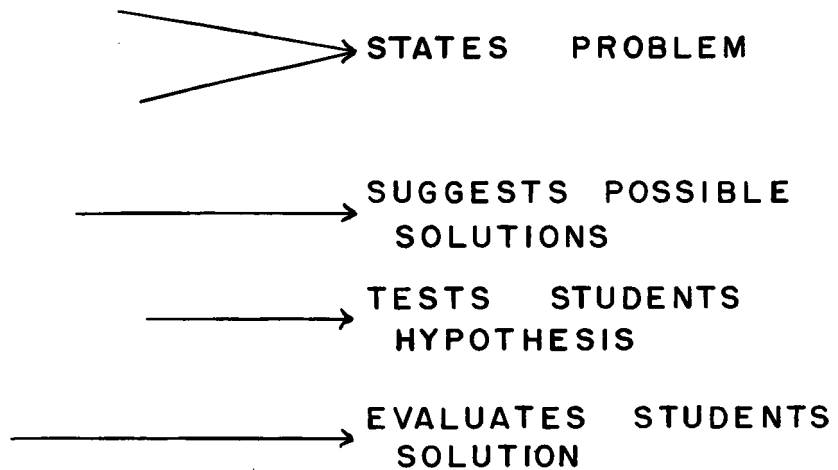 STATES PROBLEM
SUGGESTS POSSIBLE
SOLUTIONS
TESTS STUDENTS
HYPOTHESIS
EVALUATES STUDENTS
SOLUTION